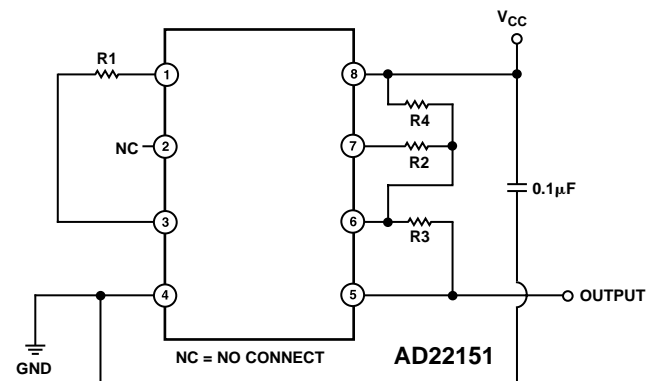 V_CC
R1
1
8
R4
NC
2
7
R2
0.1μF
3
6
R3
4
5
OUTPUT
GND
NC = NO CONNECT
AD22151